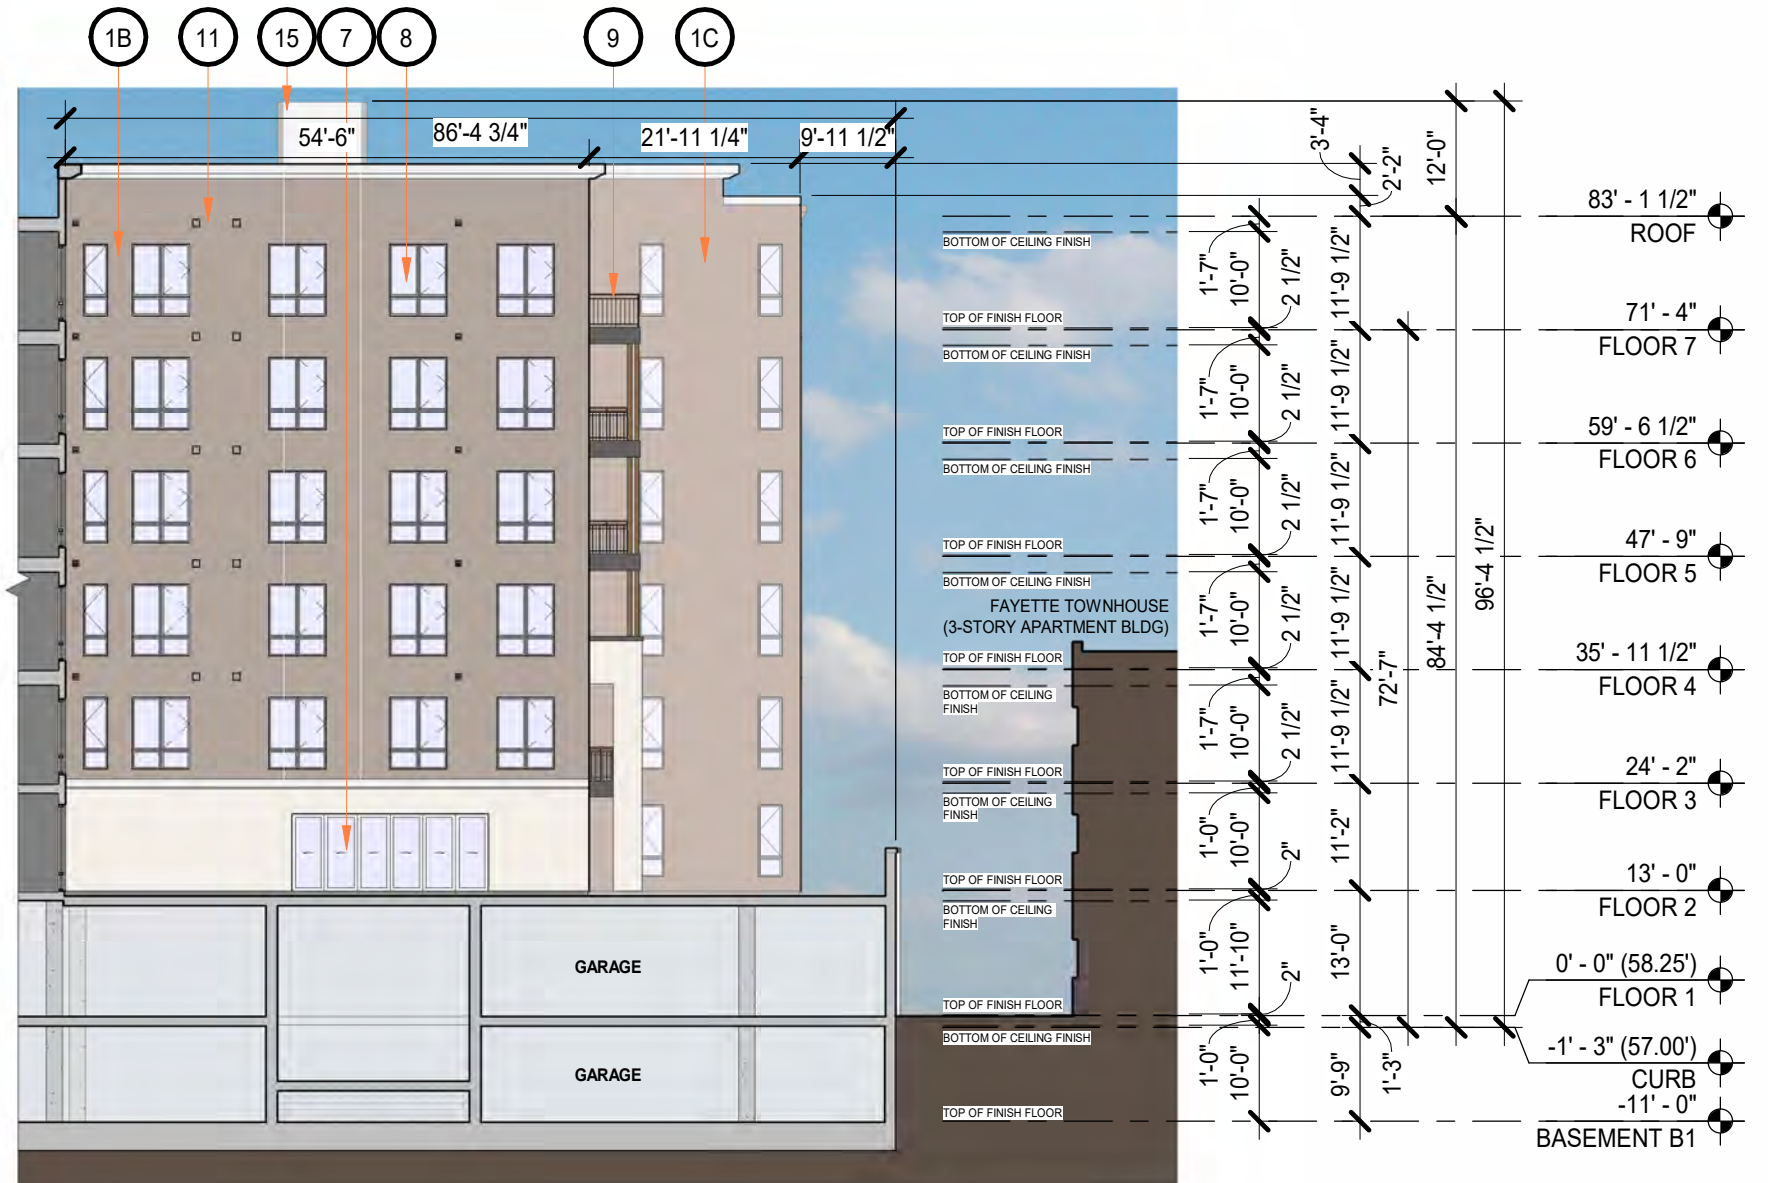 1B 11 15 7 8 9 1C
54'-6" 86'-4 3/4" 21'-11 1/4" 9'-11 1/2"
3'-4" 2'-2" 12'-0"
83' - 1 1/2"
ROOF
BOTTOM OF CEILING FINISH
1'-7" 10'-0" 2 1/2" 11'-9 1/2"
TOP OF FINISH FLOOR
71' - 4"
FLOOR 7
BOTTOM OF CEILING FINISH
1'-7" 10'-0" 2 1/2" 11'-9 1/2"
TOP OF FINISH FLOOR
59' - 6 1/2"
FLOOR 6
BOTTOM OF CEILING FINISH
1'-7" 10'-0" 2 1/2" 11'-9 1/2"
TOP OF FINISH FLOOR
47' - 9"
FLOOR 5
BOTTOM OF CEILING FINISH
FAYETTE TOWNHOUSE
(3-STORY APARTMENT BLDG)
1'-7" 10'-0" 2 1/2" 11'-9 1/2"
72'-7" 84'-4 1/2" 96'-4 1/2"
TOP OF FINISH FLOOR
35' - 11 1/2"
FLOOR 4
BOTTOM OF CEILING
FINISH
1'-7" 10'-0" 2 1/2" 11'-9 1/2"
TOP OF FINISH FLOOR
24' - 2"
FLOOR 3
BOTTOM OF CEILING
FINISH
1'-0" 10'-0" 2" 11'-2"
TOP OF FINISH FLOOR
13' - 0"
FLOOR 2
BOTTOM OF CEILING
FINISH
1'-0" 11'-10" 2" 13'-0"
GARAGE
0' - 0" (58.25')
FLOOR 1
TOP OF FINISH FLOOR
BOTTOM OF CEILING FINISH
1'-0" 10'-0" 9'-9" 1'-3"
-1' - 3" (57.00')
CURB
GARAGE
TOP OF FINISH FLOOR
-11' - 0"
BASEMENT B1